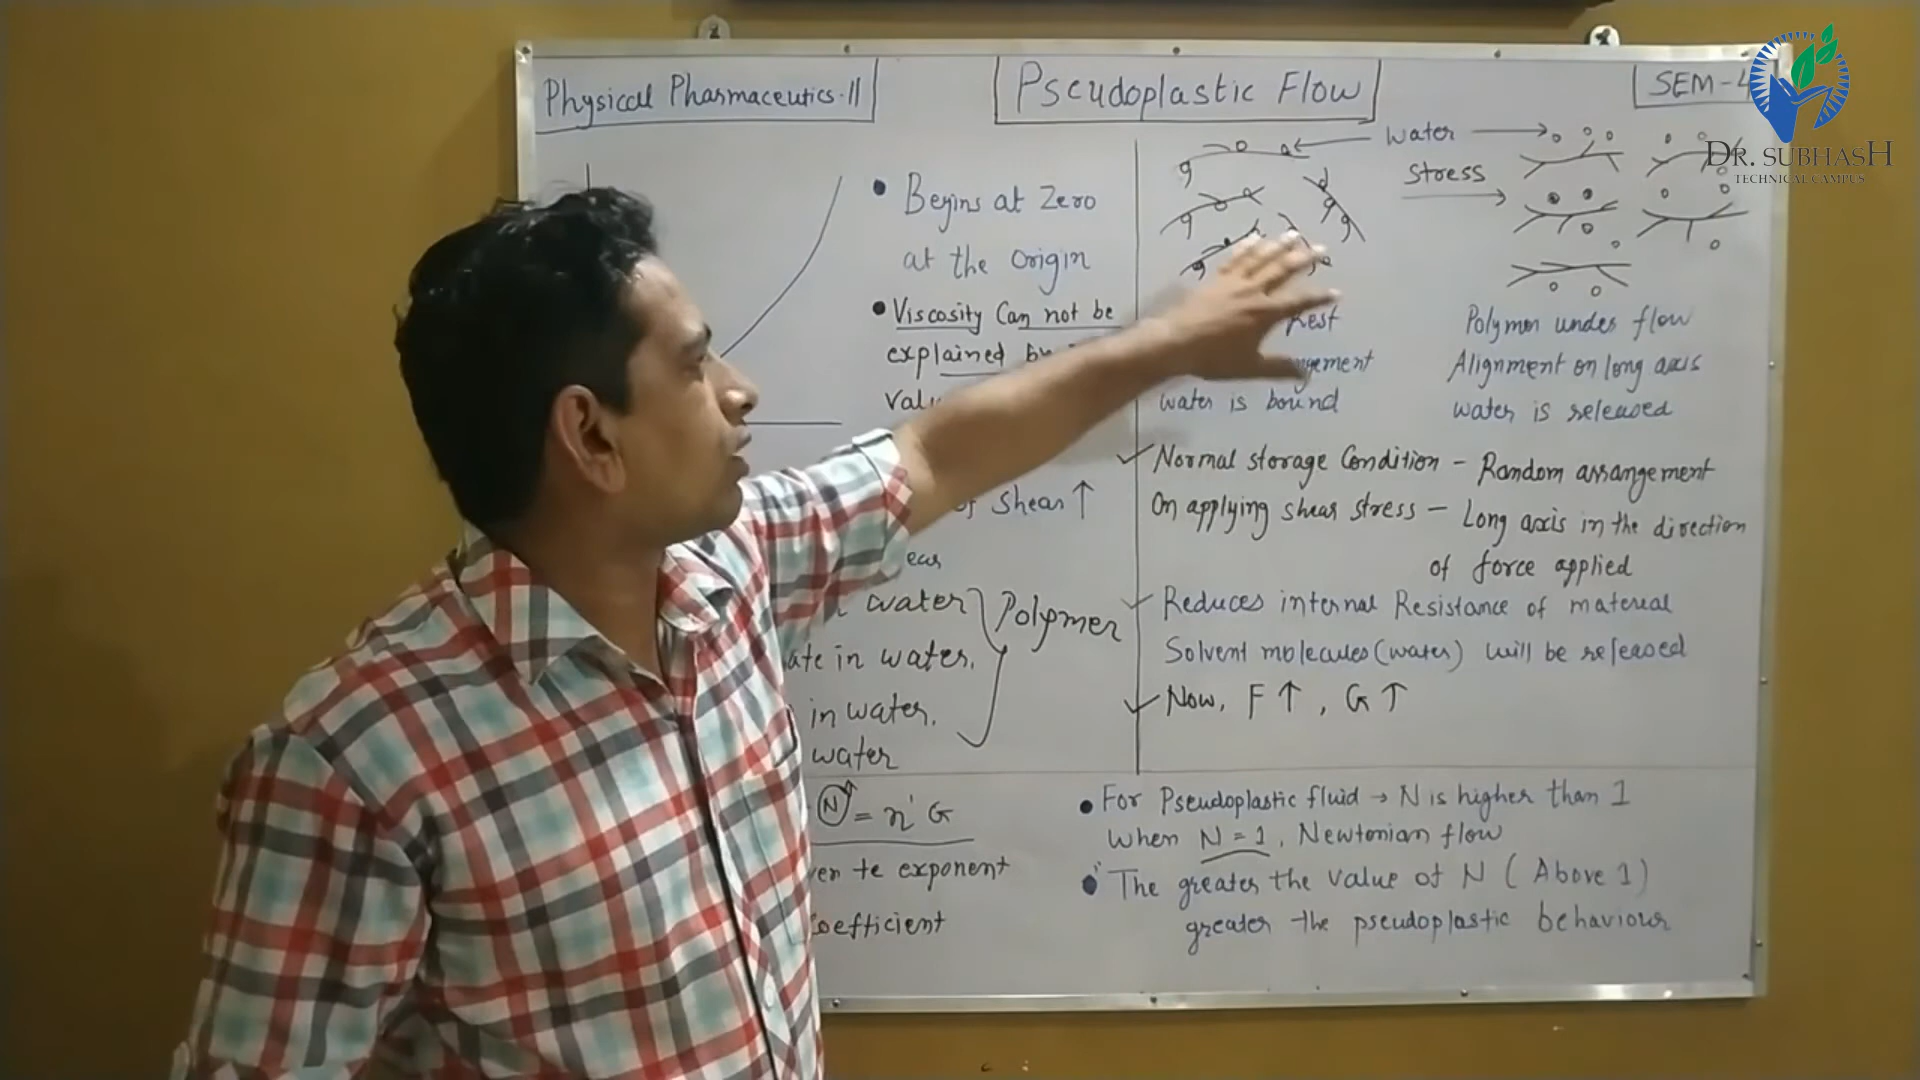 Physical Pharmaceutics-II
Pseudoplastic Flow
SEM-4
DR. SUBHASH
TECHNICAL CAMPUS
• Begins at Zero
at the origin
• Viscosity Can not be
explained by
of Shear ↑
water
Polymer
in water.
in water.
water
N = η' G
exponent
Coefficient
Water
Stress
Rest
water is bound
Polymer under flow
Alignment on long axis
water is released
Normal storage Condition - Random arrangement
On applying shear stress - Long axis in the direction
of force applied
Reduces internal Resistance of material
Solvent molecules (water) will be released
Now, F ↑, G ↑
• For Pseudoplastic fluid → N is higher than 1
When N = 1, Newtonian flow
• The greater the value of N (Above 1)
greater the pseudoplastic behaviour